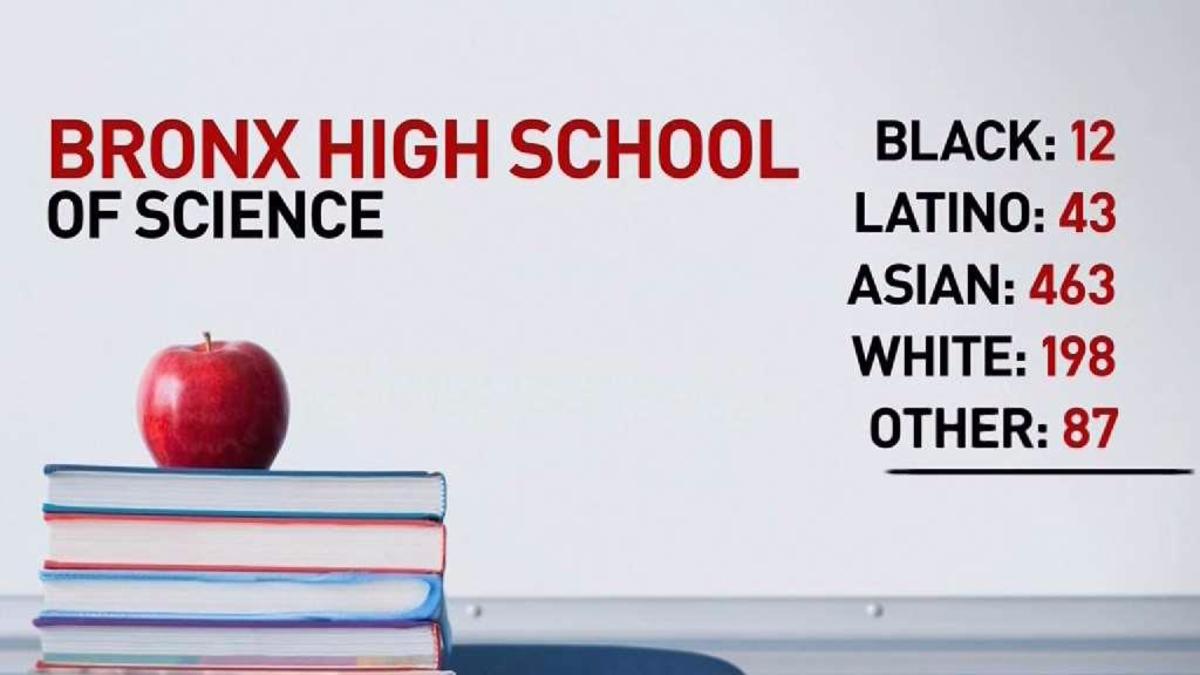 BRONX HIGH SCHOOL
OF SCIENCE
BLACK: 12
LATINO: 43
ASIAN: 463
WHITE: 198
OTHER: 87